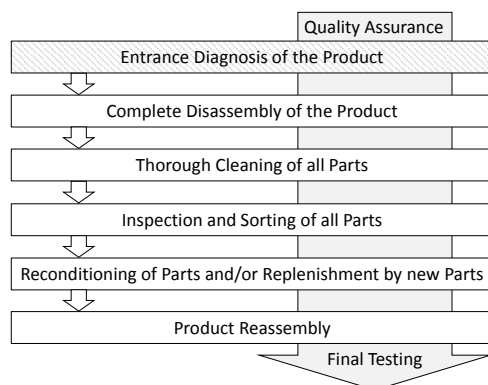 Quality Assurance
Entrance Diagnosis of the Product
Complete Disassembly of the Product
Thorough Cleaning of all Parts
Inspection and Sorting of all Parts
Reconditioning of Parts and/or Replenishment by new Parts
Product Reassembly
Final Testing